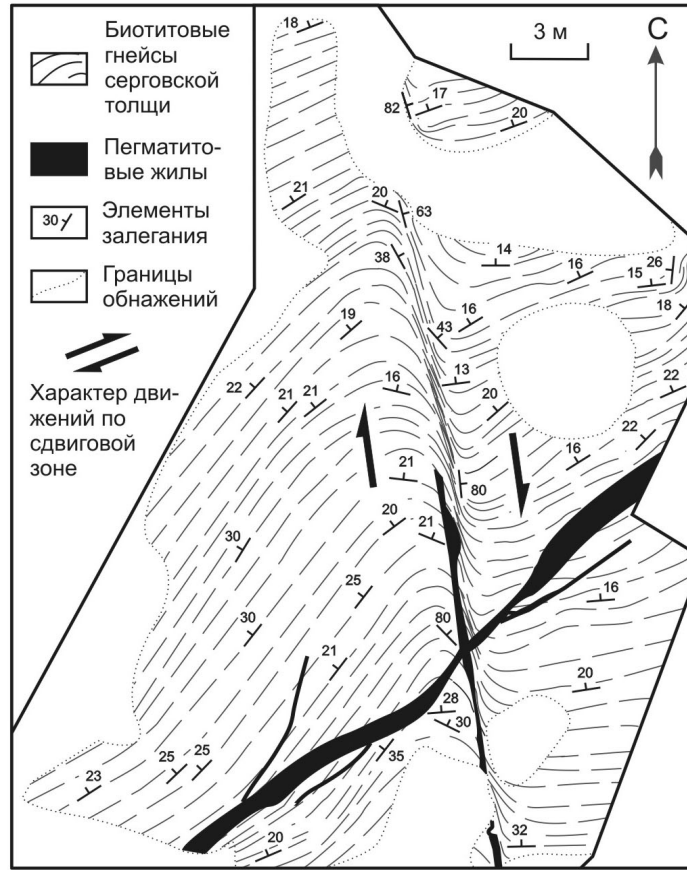 Биотитовые
гнейсы
серговской
толщи
Пегматито-
вые жилы
30
Элементы
залегания
Границы
обнажений
Характер дви-
жений по
сдвиговой
зоне
3 м
С
18
17
82
20
21
20
63
14
38
16
26
15
18
19
16
43
22
21
21
16
13
20
22
22
16
21
80
20
21
30
25
16
30
80
21
20
28
30
35
25
25
23
20
32